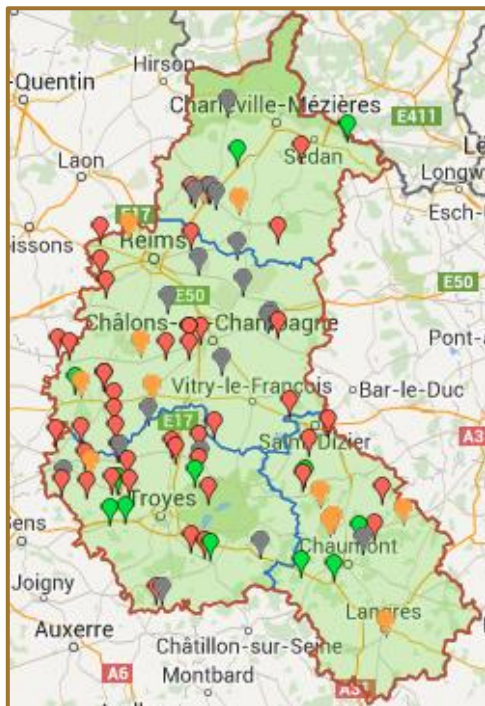 Hirson
-Quentin
Charleville-Mézières
E411
Sedan
Laon
Longw
E17
Esch-
oissons
Reims
E50
E50
Châlons-en-Champagne
Pont-à
Vitry-le-François
Bar-le-Duc
E17
Saint-Dizier
A3
Troyes
Sens
Chaumont
Joigny
Langres
Auxerre
Châtillon-sur-Seine
A6
Montbard
A31